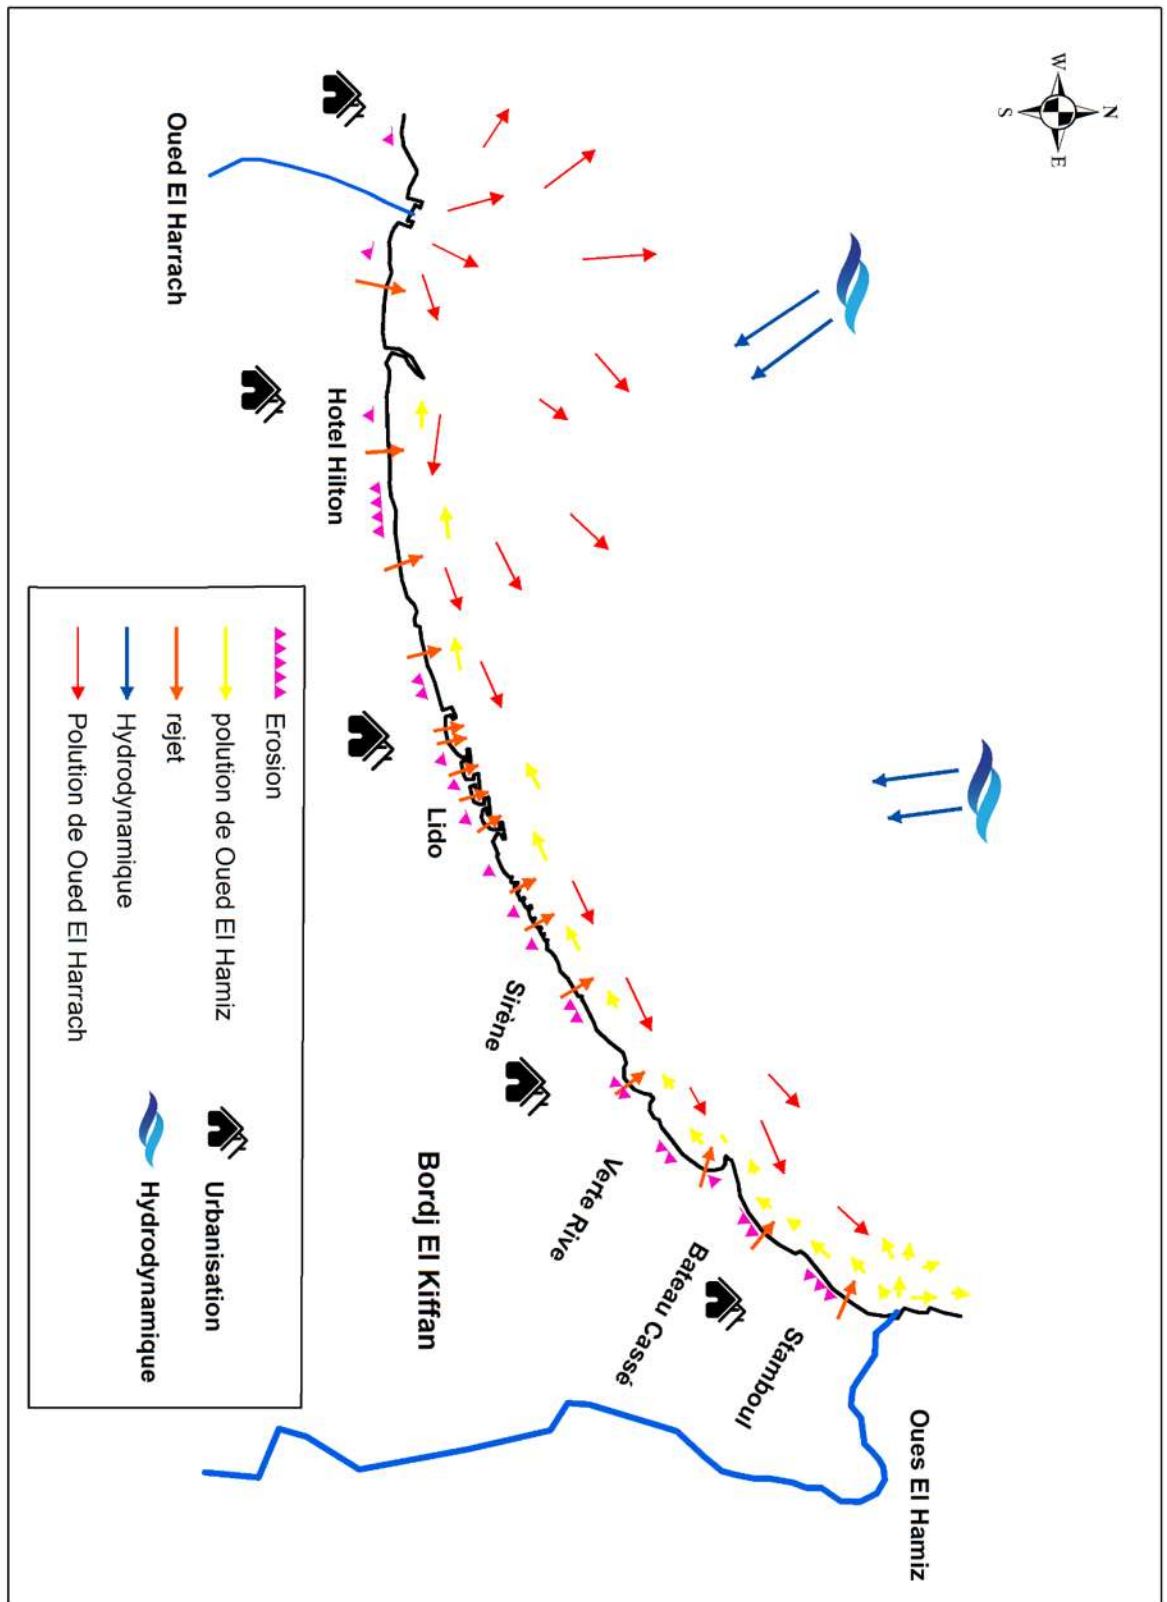 N
W
E
S
Oued El Harrach
Hotel Hilton
Lido
Sirène
Verte Rive
Bateau Cassé
Stamboul
Oues El Hamiz
Bordj El Kiffan
Erosion
polution de Oued El Hamiz
rejet
Hydrodynamique
Polution de Oued El Harrach
Urbanisation
Hydrodynamique